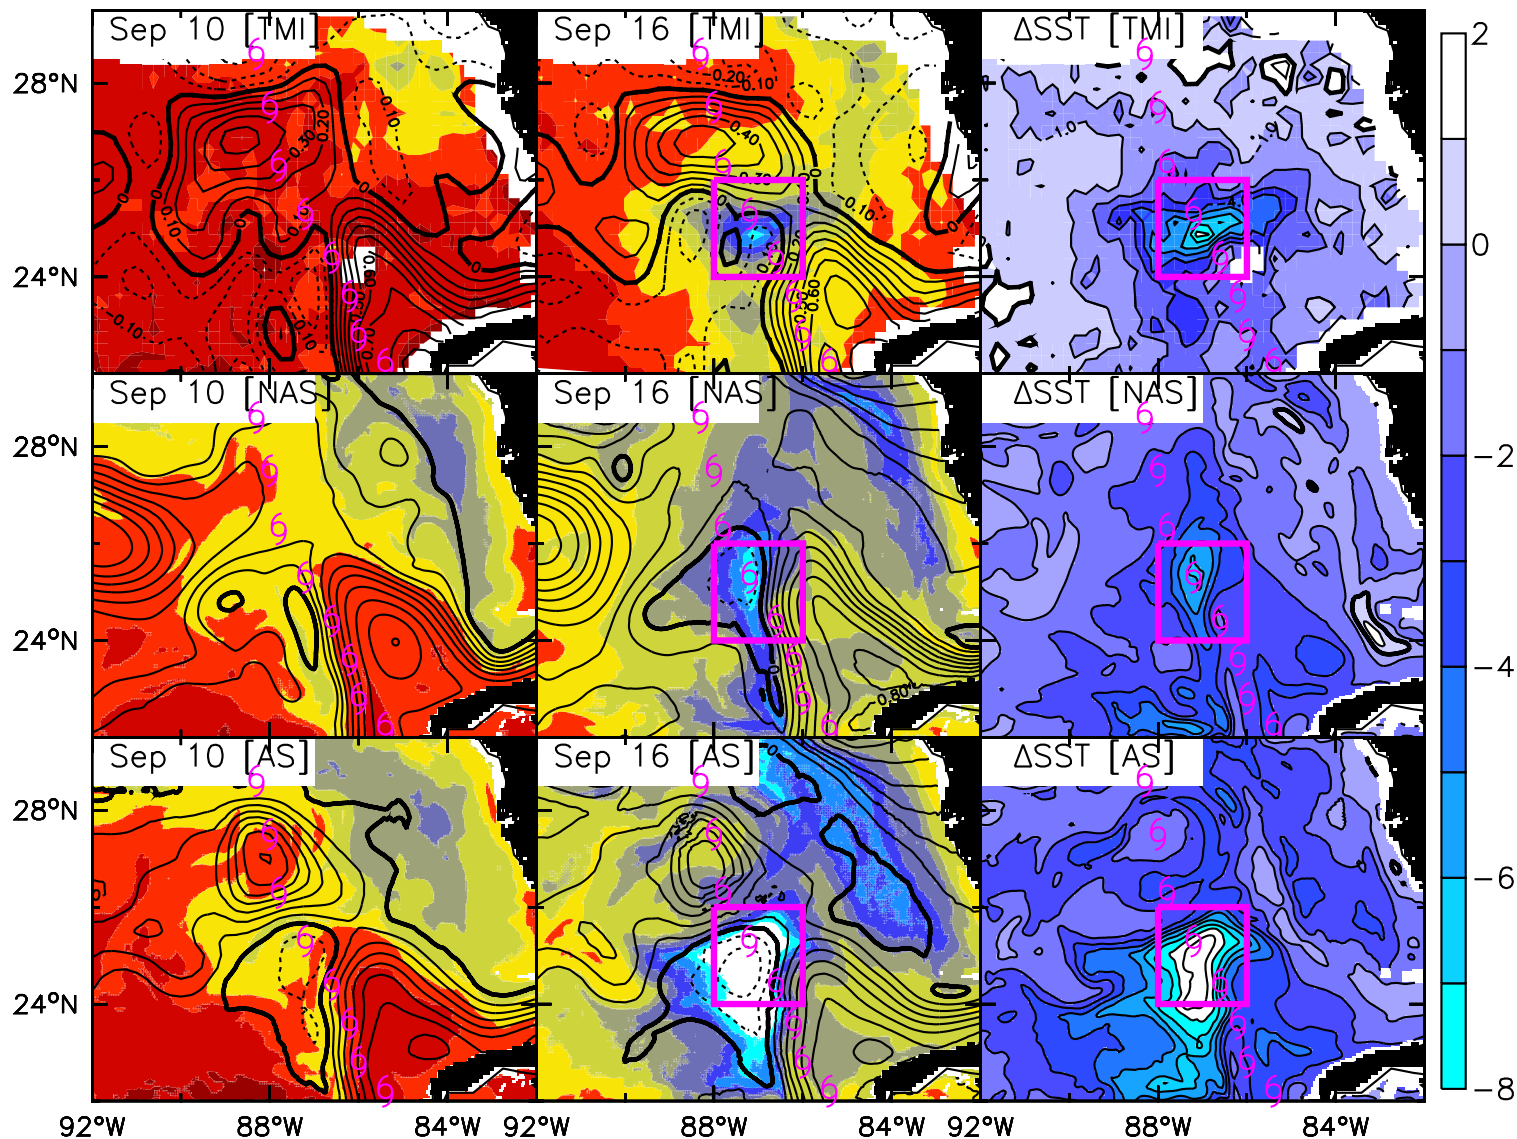 Sep 10 [TMI]
Sep 16 [TMI]
ΔSST [TMI]
2
28°N
0
24°N
Sep 10 [NAS]
Sep 16 [NAS]
ΔSST [NAS]
28°N
−2
24°N
−4
Sep 10 [AS]
Sep 16 [AS]
ΔSST [AS]
28°N
−6
24°N
−8
92°W 88°W 84°W 92°W 88°W 84°W 92°W 88°W 84°W